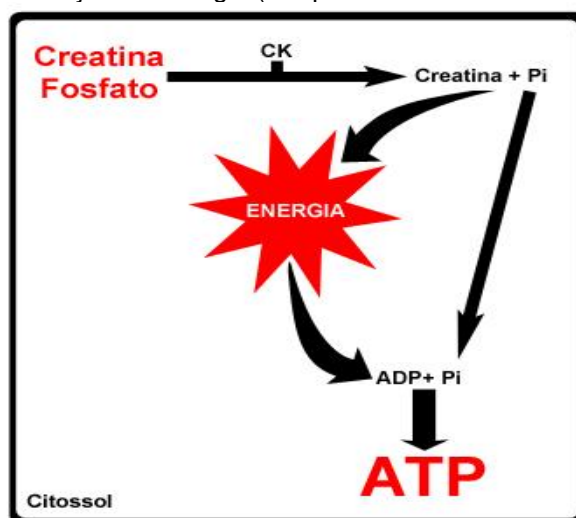 Creatina
Fosfato
CK
Creatina + Pi
ENERGIA
ADP+ Pi
ATP
Citossol